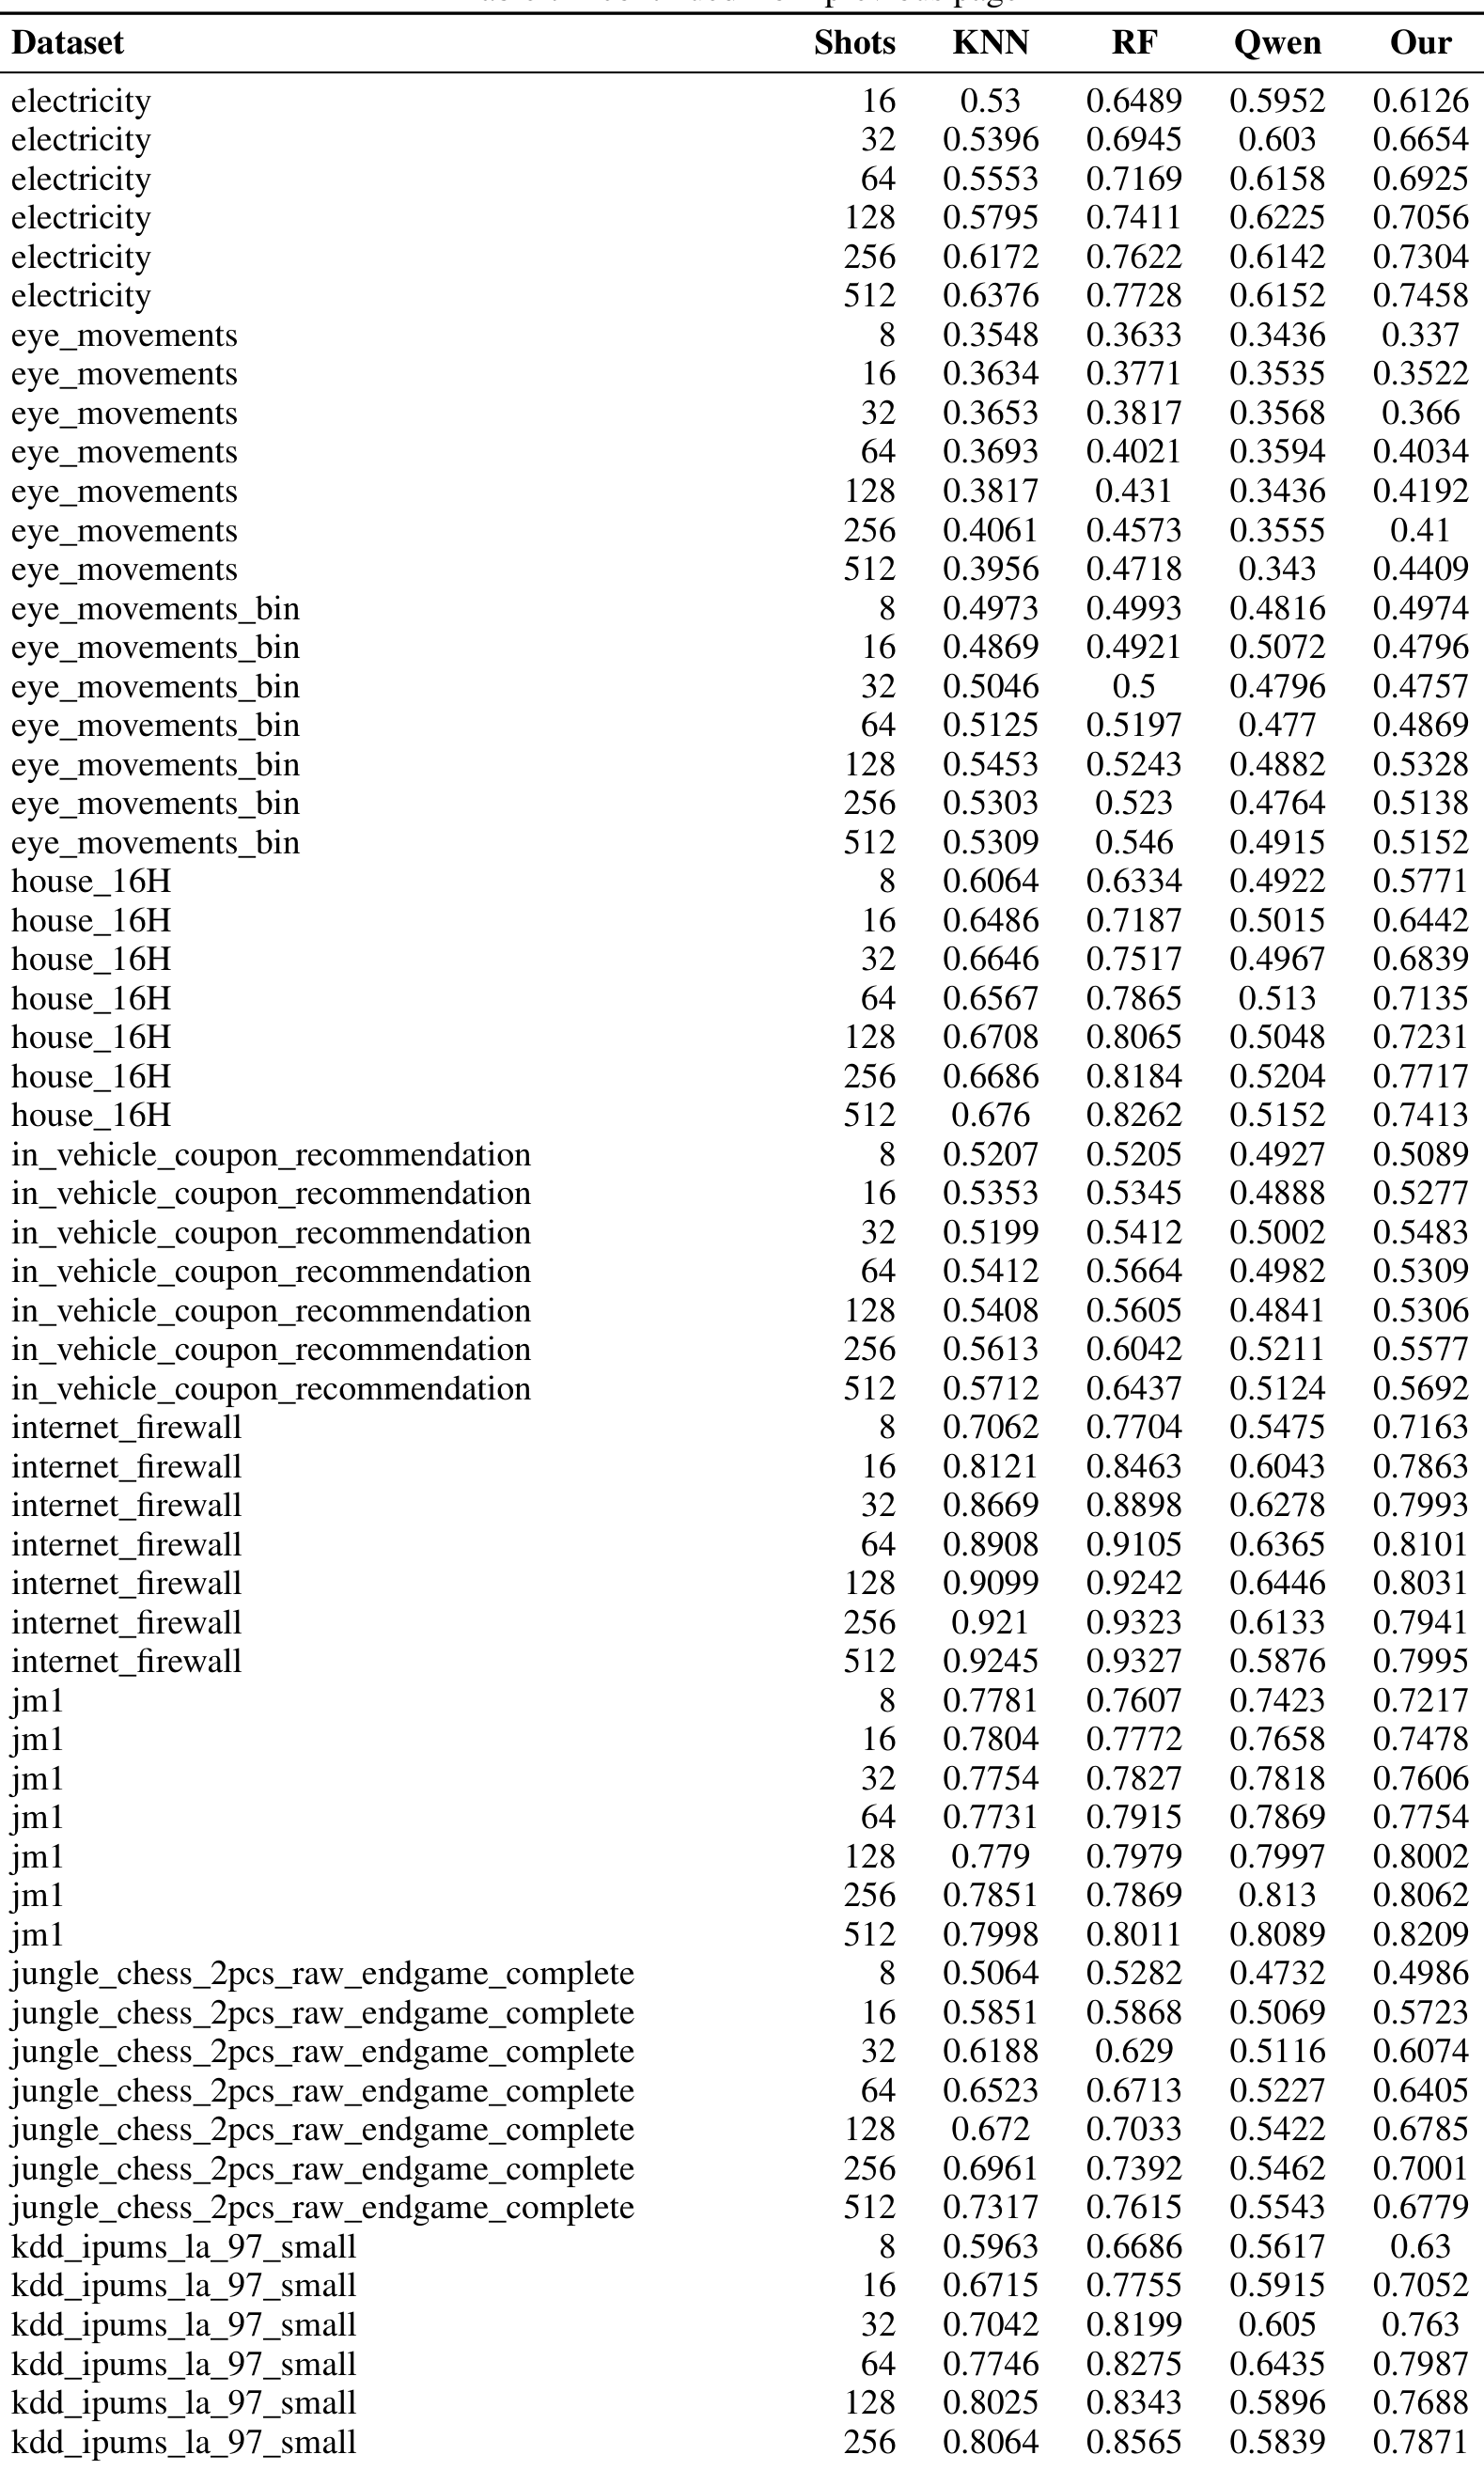 Dataset Shots KNN RF Qwen Our
electricity 16 0.53 0.6489 0.5952 0.6126
electricity 32 0.5396 0.6945 0.603 0.6654
electricity 64 0.5553 0.7169 0.6158 0.6925
electricity 128 0.5795 0.7411 0.6225 0.7056
electricity 256 0.6172 0.7622 0.6142 0.7304
electricity 512 0.6376 0.7728 0.6152 0.7458
eye_movements 8 0.3548 0.3633 0.3436 0.337
eye_movements 16 0.3634 0.3771 0.3535 0.3522
eye_movements 32 0.3653 0.3817 0.3568 0.366
eye_movements 64 0.3693 0.4021 0.3594 0.4034
eye_movements 128 0.3817 0.431 0.3436 0.4192
eye_movements 256 0.4061 0.4573 0.3555 0.41
eye_movements 512 0.3956 0.4718 0.343 0.4409
eye_movements_bin 8 0.4973 0.4993 0.4816 0.4974
eye_movements_bin 16 0.4869 0.4921 0.5072 0.4796
eye_movements_bin 32 0.5046 0.5 0.4796 0.4757
eye_movements_bin 64 0.5125 0.5197 0.477 0.4869
eye_movements_bin 128 0.5453 0.5243 0.4882 0.5328
eye_movements_bin 256 0.5303 0.523 0.4764 0.5138
eye_movements_bin 512 0.5309 0.546 0.4915 0.5152
house_16H 8 0.6064 0.6334 0.4922 0.5771
house_16H 16 0.6486 0.7187 0.5015 0.6442
house_16H 32 0.6646 0.7517 0.4967 0.6839
house_16H 64 0.6567 0.7865 0.513 0.7135
house_16H 128 0.6708 0.8065 0.5048 0.7231
house_16H 256 0.6686 0.8184 0.5204 0.7717
house_16H 512 0.676 0.8262 0.5152 0.7413
in_vehicle_coupon_recommendation 8 0.5207 0.5205 0.4927 0.5089
in_vehicle_coupon_recommendation 16 0.5353 0.5345 0.4888 0.5277
in_vehicle_coupon_recommendation 32 0.5199 0.5412 0.5002 0.5483
in_vehicle_coupon_recommendation 64 0.5412 0.5664 0.4982 0.5309
in_vehicle_coupon_recommendation 128 0.5408 0.5605 0.4841 0.5306
in_vehicle_coupon_recommendation 256 0.5613 0.6042 0.5211 0.5577
in_vehicle_coupon_recommendation 512 0.5712 0.6437 0.5124 0.5692
internet_firewall 8 0.7062 0.7704 0.5475 0.7163
internet_firewall 16 0.8121 0.8463 0.6043 0.7863
internet_firewall 32 0.8669 0.8898 0.6278 0.7993
internet_firewall 64 0.8908 0.9105 0.6365 0.8101
internet_firewall 128 0.9099 0.9242 0.6446 0.8031
internet_firewall 256 0.921 0.9323 0.6133 0.7941
internet_firewall 512 0.9245 0.9327 0.5876 0.7995
jm1 8 0.7781 0.7607 0.7423 0.7217
jm1 16 0.7804 0.7772 0.7658 0.7478
jm1 32 0.7754 0.7827 0.7818 0.7606
jm1 64 0.7731 0.7915 0.7869 0.7754
jm1 128 0.779 0.7979 0.7997 0.8002
jm1 256 0.7851 0.7869 0.813 0.8062
jm1 512 0.7998 0.8011 0.8089 0.8209
jungle_chess_2pcs_raw_endgame_complete 8 0.5064 0.5282 0.4732 0.4986
jungle_chess_2pcs_raw_endgame_complete 16 0.5851 0.5868 0.5069 0.5723
jungle_chess_2pcs_raw_endgame_complete 32 0.6188 0.629 0.5116 0.6074
jungle_chess_2pcs_raw_endgame_complete 64 0.6523 0.6713 0.5227 0.6405
jungle_chess_2pcs_raw_endgame_complete 128 0.672 0.7033 0.5422 0.6785
jungle_chess_2pcs_raw_endgame_complete 256 0.6961 0.7392 0.5462 0.7001
jungle_chess_2pcs_raw_endgame_complete 512 0.7317 0.7615 0.5543 0.6779
kdd_ipums_la_97_small 8 0.5963 0.6686 0.5617 0.63
kdd_ipums_la_97_small 16 0.6715 0.7755 0.5915 0.7052
kdd_ipums_la_97_small 32 0.7042 0.8199 0.605 0.763
kdd_ipums_la_97_small 64 0.7746 0.8275 0.6435 0.7987
kdd_ipums_la_97_small 128 0.8025 0.8343 0.5896 0.7688
kdd_ipums_la_97_small 256 0.8064 0.8565 0.5839 0.7871